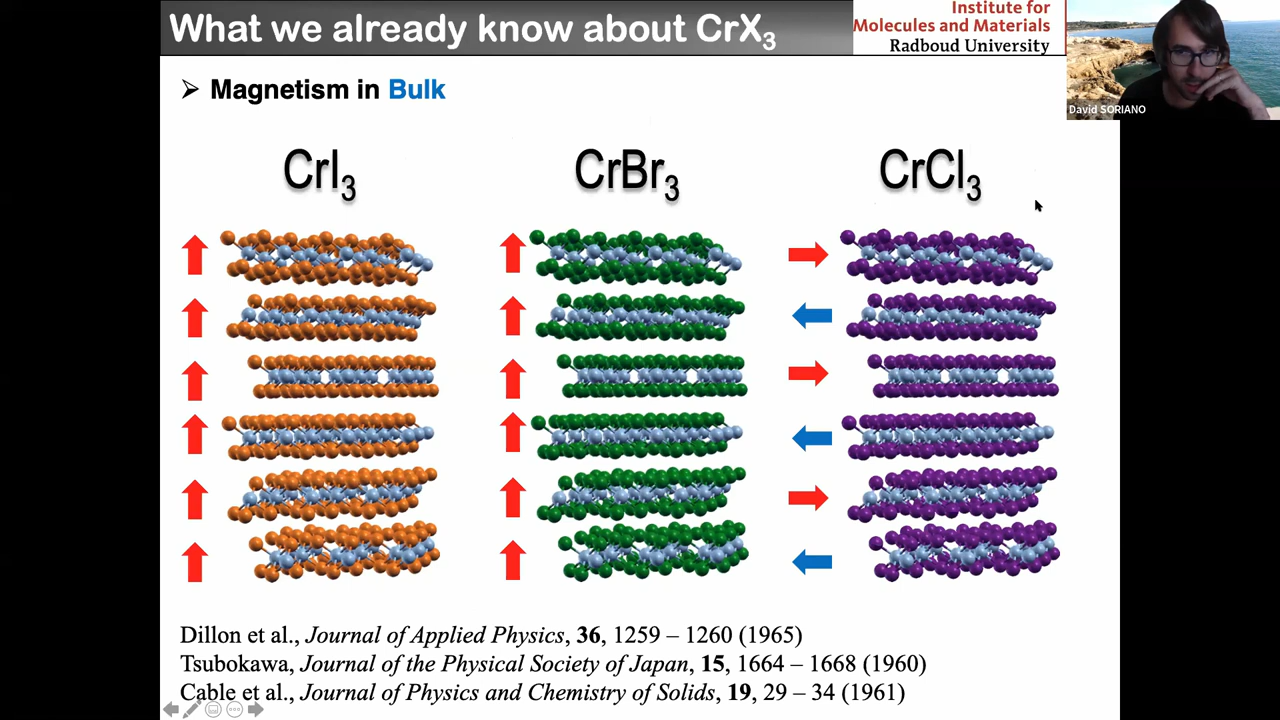 What we already know about CrX₃
Institute for
Molecules and Materials
Radboud University
David SORIANO
➢ Magnetism in Bulk
CrI₃
CrBr₃
CrCl₃
Dillon et al., Journal of Applied Physics, 36, 1259 – 1260 (1965)
Tsubokawa, Journal of the Physical Society of Japan, 15, 1664 – 1668 (1960)
Cable et al., Journal of Physics and Chemistry of Solids, 19, 29 – 34 (1961)